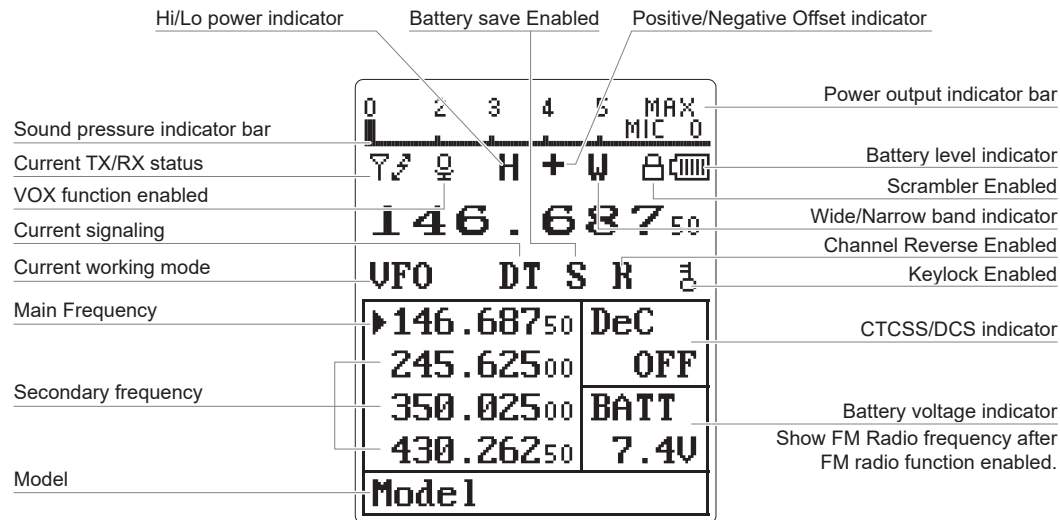 Hi/Lo power indicator
Battery save Enabled
Positive/Negative Offset indicator
Sound pressure indicator bar
Current TX/RX status
VOX function enabled
Current signaling
Current working mode
Main Frequency
Secondary frequency
Model
0 2 3 4 5 MAX
MIC 0
H + W
146.68750
VFO DT S R
146.68750
245.62500
350.02500
430.26250
DeC
OFF
BATT
7.4V
Model
Power output indicator bar
Battery level indicator
Scrambler Enabled
Wide/Narrow band indicator
Channel Reverse Enabled
Keylock Enabled
CTCSS/DCS indicator
Battery voltage indicator
Show FM Radio frequency after
FM radio function enabled.